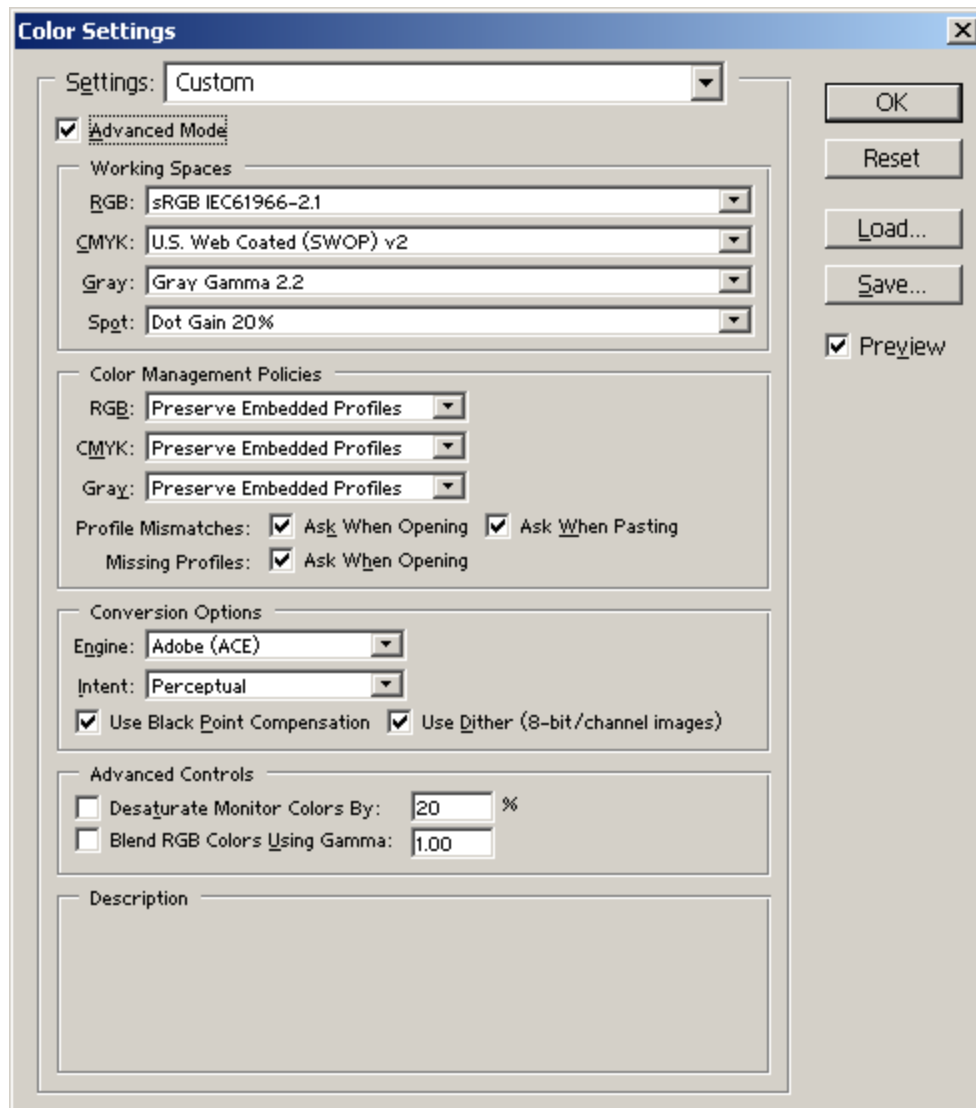 Color Settings
Settings: Custom
OK
Advanced Mode
Reset
Working Spaces
RGB: sRGB IEC61966-2.1
CMYK: U.S. Web Coated (SWOP) v2
Load...
Gray: Gray Gamma 2.2
Save...
Spot: Dot Gain 20%
Preview
Color Management Policies
RGB: Preserve Embedded Profiles
CMYK: Preserve Embedded Profiles
Gray: Preserve Embedded Profiles
Profile Mismatches: Ask When Opening Ask When Pasting
Missing Profiles: Ask When Opening
Conversion Options
Engine: Adobe (ACE)
Intent: Perceptual
Use Black Point Compensation Use Dither (8-bit/channel images)
Advanced Controls
Desaturate Monitor Colors By: 20 %
Blend RGB Colors Using Gamma: 1.00
Description